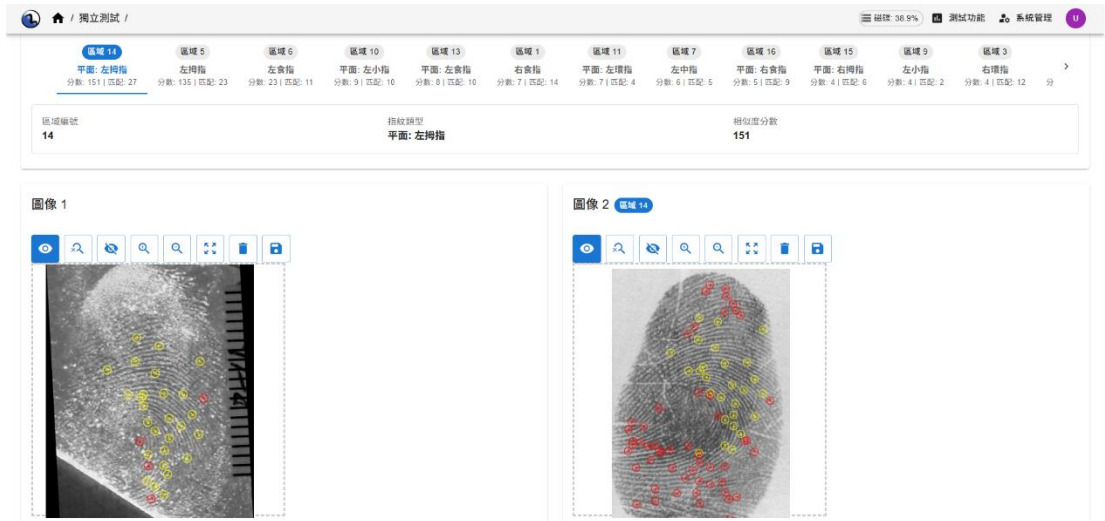 / 獨立測試 /
磁碟: 38.9%
測試功能
系統管理
U
區域 14
平面: 左拇指
分數: 151 | 匹配: 27
區域 5
左拇指
分數: 135 | 匹配: 23
區域 6
左食指
分數: 23 | 匹配: 11
區域 10
平面: 左小指
分數: 9 | 匹配: 10
區域 13
平面: 左食指
分數: 8 | 匹配: 10
區域 1
右食指
分數: 7 | 匹配: 14
區域 11
平面: 左環指
分數: 7 | 匹配: 4
區域 7
左中指
分數: 6 | 匹配: 5
區域 16
平面: 右食指
分數: 5 | 匹配: 9
區域 15
平面: 右拇指
分數: 4 | 匹配: 6
區域 9
左小指
分數: 4 | 匹配: 2
區域 3
右環指
分數: 4 | 匹配: 12
分
區域編號
14
指紋類型
平面: 左拇指
相似度分數
151
圖像 1
圖像 2
區域 14